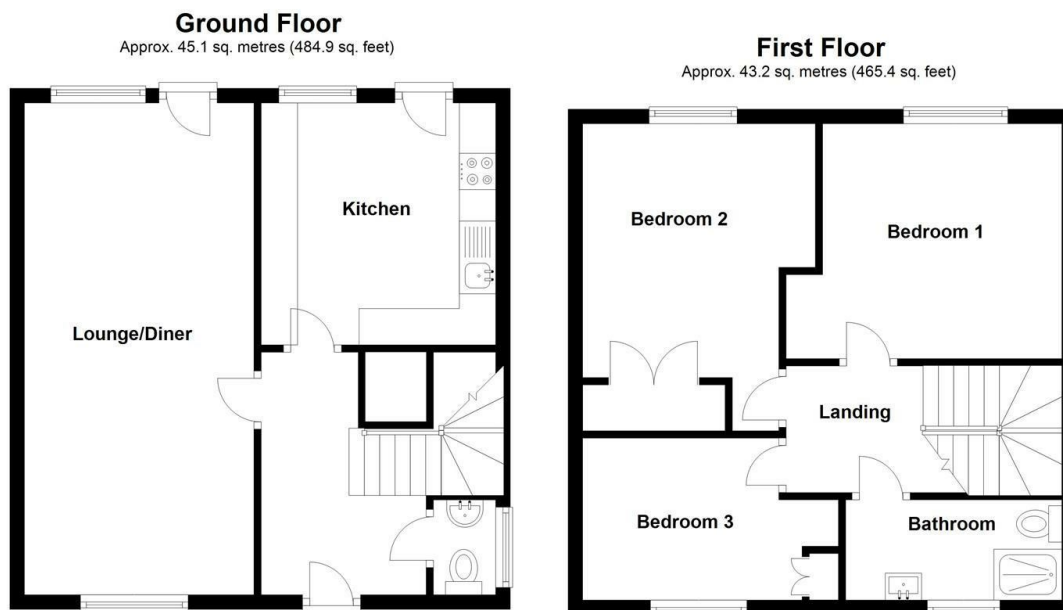 Ground Floor
Approx. 45.1 sq. metres (484.9 sq. feet)
Kitchen
Lounge/Diner
First Floor
Approx. 43.2 sq. metres (465.4 sq. feet)
Bedroom 2
Bedroom 1
Landing
Bedroom 3
Bathroom